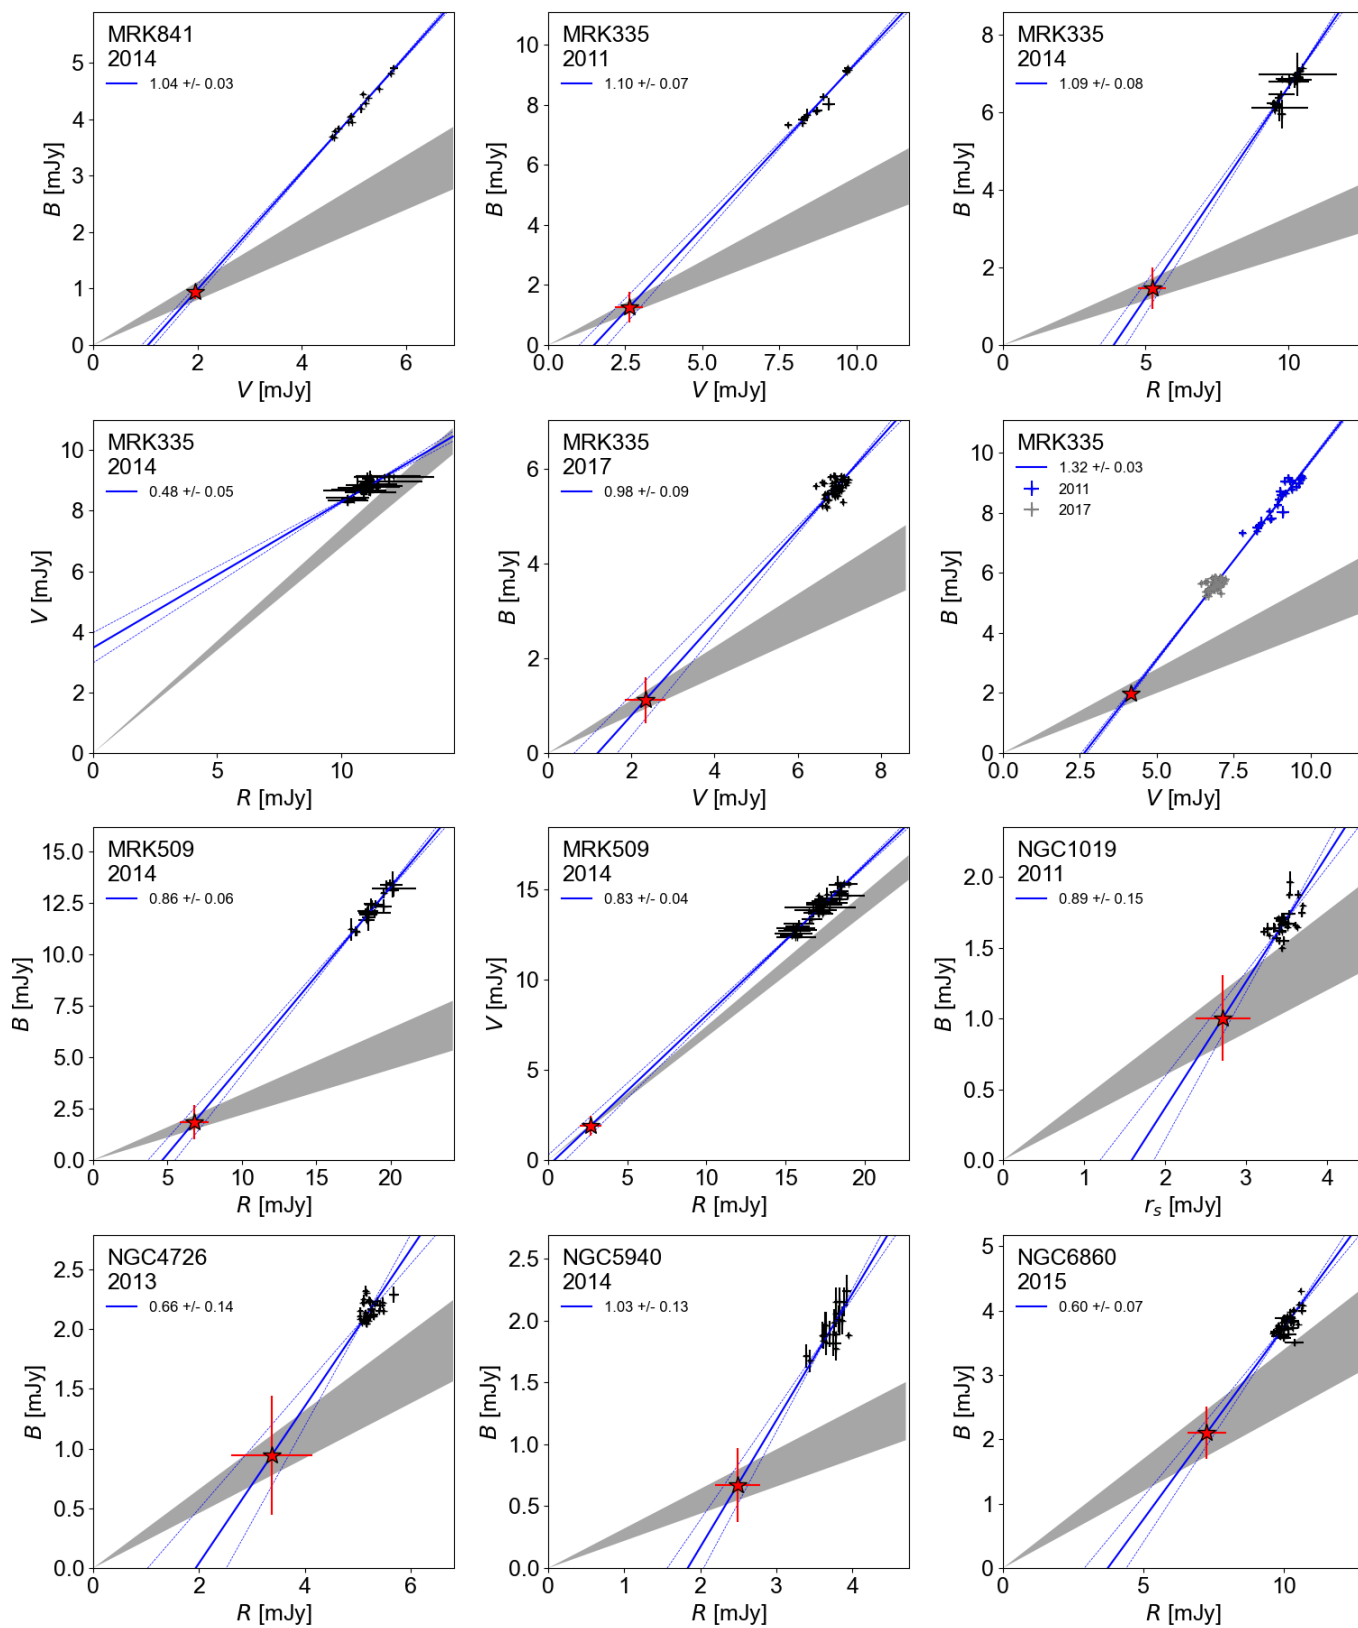 MRK841
2014
1.04 +/- 0.03
5
4
3
2
1
0
B [mJy]
0 2 4 6
V [mJy]
MRK335
2011
1.10 +/- 0.07
10
8
6
4
2
0
B [mJy]
0.0 2.5 5.0 7.5 10.0
V [mJy]
MRK335
2014
1.09 +/- 0.08
8
6
4
2
0
B [mJy]
0 5 10
R [mJy]
MRK335
2014
0.48 +/- 0.05
10
8
6
4
2
0
V [mJy]
0 5 10
R [mJy]
MRK335
2017
0.98 +/- 0.09
6
4
2
0
B [mJy]
0 2 4 6 8
V [mJy]
MRK335
1.32 +/- 0.03
2011
2017
10
8
6
4
2
0
B [mJy]
0.0 2.5 5.0 7.5 10.0
V [mJy]
MRK509
2014
0.86 +/- 0.06
15.0
12.5
10.0
7.5
5.0
2.5
0.0
B [mJy]
0 5 10 15 20
R [mJy]
MRK509
2014
0.83 +/- 0.04
15
10
5
0
V [mJy]
0 5 10 15 20
R [mJy]
NGC1019
2011
0.89 +/- 0.15
2.0
1.5
1.0
0.5
0.0
B [mJy]
0 1 2 3 4
rs [mJy]
NGC4726
2013
0.66 +/- 0.14
2.5
2.0
1.5
1.0
0.5
0.0
B [mJy]
0 2 4 6
R [mJy]
NGC5940
2014
1.03 +/- 0.13
2.5
2.0
1.5
1.0
0.5
0.0
B [mJy]
0 1 2 3 4
R [mJy]
NGC6860
2015
0.60 +/- 0.07
5
4
3
2
1
0
B [mJy]
0 5 10
R [mJy]